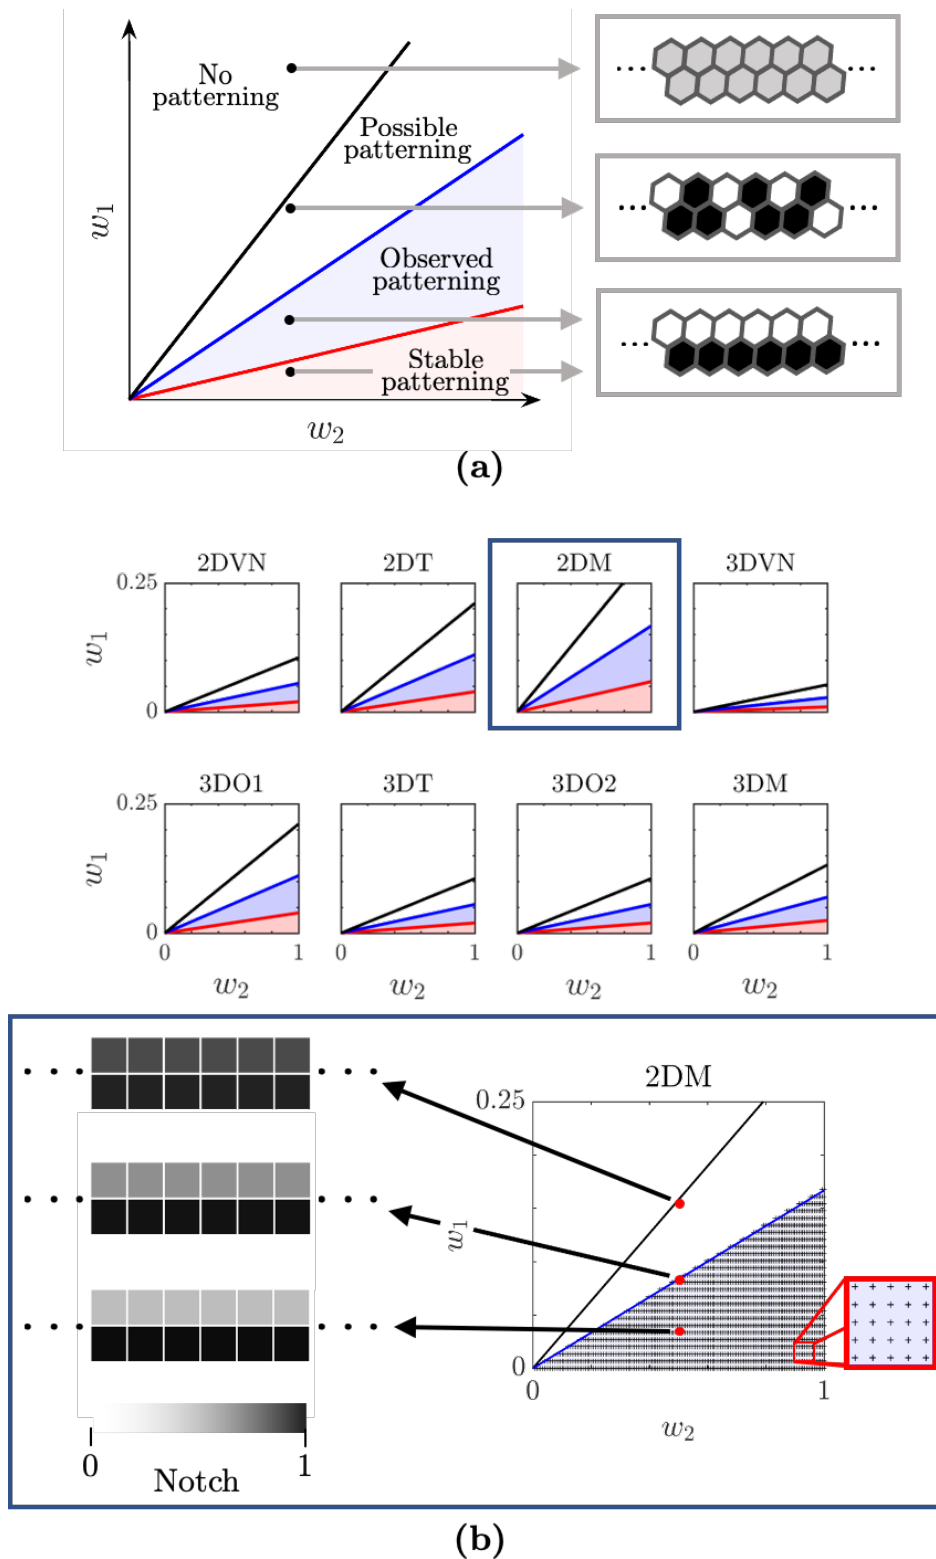 No
patterning
Possible
patterning
Observed
patterning
Stable
patterning
w1
w2
(a)
2DVN
2DT
2DM
3DVN
0.25
w1
0
3DO1
3DT
3DO2
3DM
0.25
w1
0
0 1
0 1
0 1
0 1
w2
w2
w2
w2
2DM
0.25
w1
0
0 1
w2
0 1
Notch
(b)